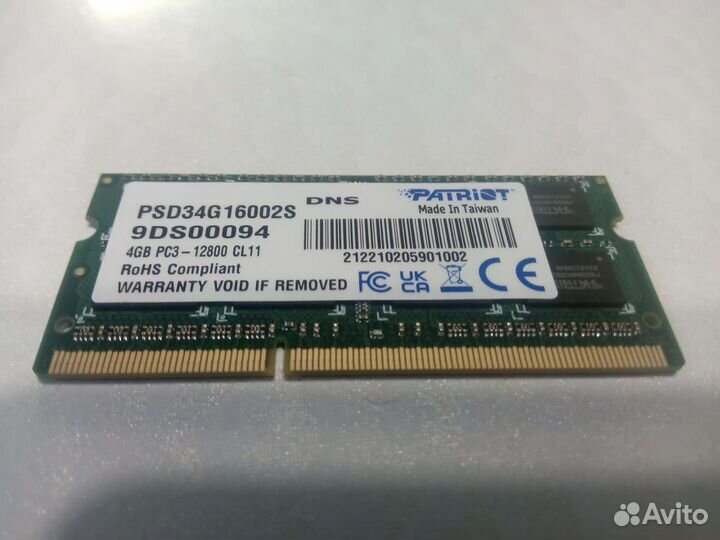 DNS
PATRIOT
Made In Taiwan
PSD34G16002S
9DS00094
4GB PC3-12800 CL11
RoHS Compliant
WARRANTY VOID IF REMOVED
212210205901002
FC
UK
CA
CE
Avito